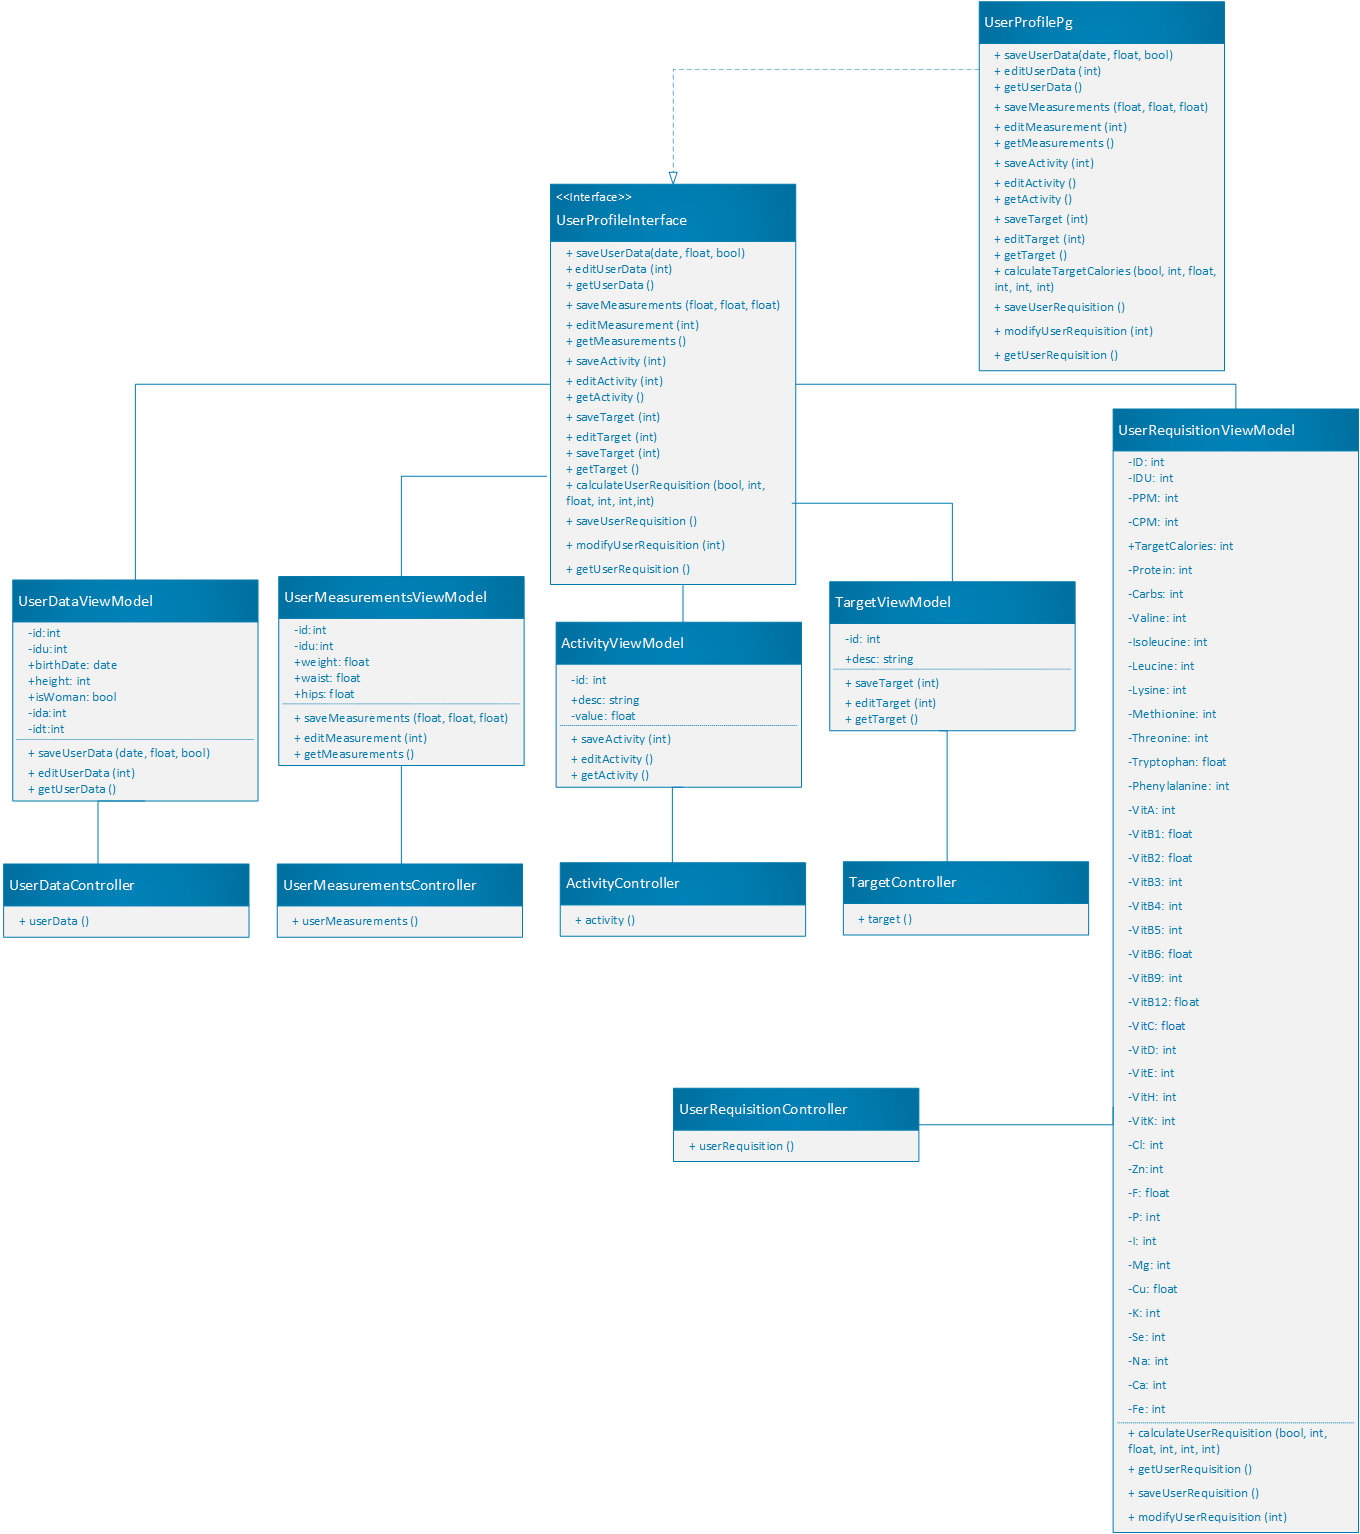 UserProfilePg
+ saveUserData(date, float, bool)
+ editUserData (int)
+ getUserData ()
+ saveMeasurements (float, float, float)
+ editMeasurement (int)
+ getMeasurements ()
+ saveActivity (int)
+ editActivity ()
+ getActivity ()
+ saveTarget (int)
+ editTarget (int)
+ getTarget ()
+ calculateTargetCalories (bool, int, float,
int, int, int)
+ saveUserRequisition ()
+ modifyUserRequisition (int)
+ getUserRequisition ()
<<Interface>>
UserProfileInterface
+ saveUserData(date, float, bool)
+ editUserData (int)
+ getUserData ()
+ saveMeasurements (float, float, float)
+ editMeasurement (int)
+ getMeasurements ()
+ saveActivity (int)
+ editActivity (int)
+ getActivity ()
+ saveTarget (int)
+ editTarget (int)
+ saveTarget (int)
+ getTarget ()
+ calculateUserRequisition (bool, int,
float, int, int,int)
+ saveUserRequisition ()
+ modifyUserRequisition (int)
+ getUserRequisition ()
UserDataViewModel
-id:int
-idu:int
+birthDate: date
+height: int
+isWoman: bool
-ida:int
-idt:int
+ saveUserData (date, float, bool)
+ editUserData (int)
+ getUserData ()
UserMeasurementsViewModel
-id:int
-idu:int
+weight: float
+waist: float
+hips: float
+ saveMeasurements (float, float, float)
+ editMeasurement (int)
+ getMeasurements ()
ActivityViewModel
-id: int
+desc: string
-value: float
+ saveActivity (int)
+ editActivity ()
+ getActivity ()
TargetViewModel
-id: int
+desc: string
+ saveTarget (int)
+ editTarget (int)
+ getTarget ()
UserRequisitionViewModel
-ID: int
-IDU: int
-PPM: int
-CPM: int
+TargetCalories: int
-Protein: int
-Carbs: int
-Valine: int
-Isoleucine: int
-Leucine: int
-Lysine: int
-Methionine: int
-Threonine: int
-Tryptophan: float
-Phenylalanine: int
-VitA: int
-VitB1: float
-VitB2: float
-VitB3: int
-VitB4: int
-VitB5: int
-VitB6: float
-VitB9: int
-VitB12: float
-VitC: float
-VitD: int
-VitE: int
-VitH: int
-VitK: int
-Cl: int
-Zn:int
-F: float
-P: int
-I: int
-Mg: int
-Cu: float
-K: int
-Se: int
-Na: int
-Ca: int
-Fe: int
+ calculateUserRequisition (bool, int,
float, int, int, int)
+ getUserRequisition ()
+ saveUserRequisition ()
+ modifyUserRequisition (int)
UserDataController
+ userData ()
UserMeasurementsController
+ userMeasurements ()
ActivityController
+ activity ()
TargetController
+ target ()
UserRequisitionController
+ userRequisition ()